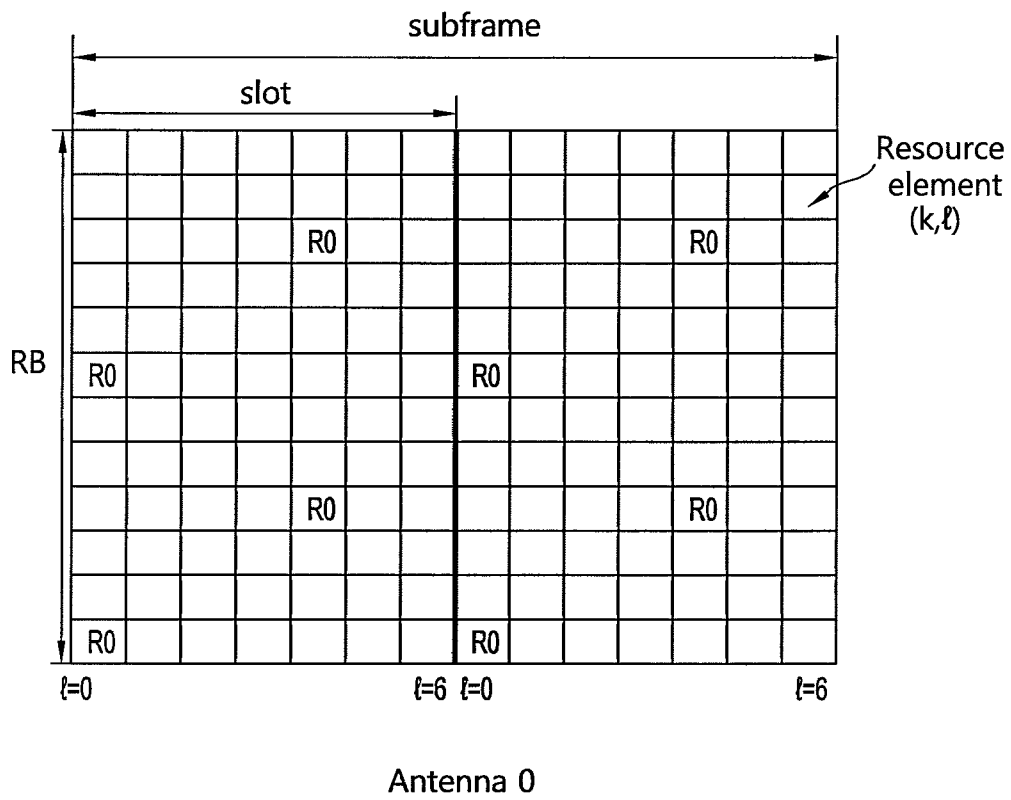 subframe
slot
Resource
element
(k,ℓ)
R0 R0
RB
R0 R0
R0 R0
R0 R0
ℓ=0 ℓ=6 ℓ=0 ℓ=6
Antenna 0